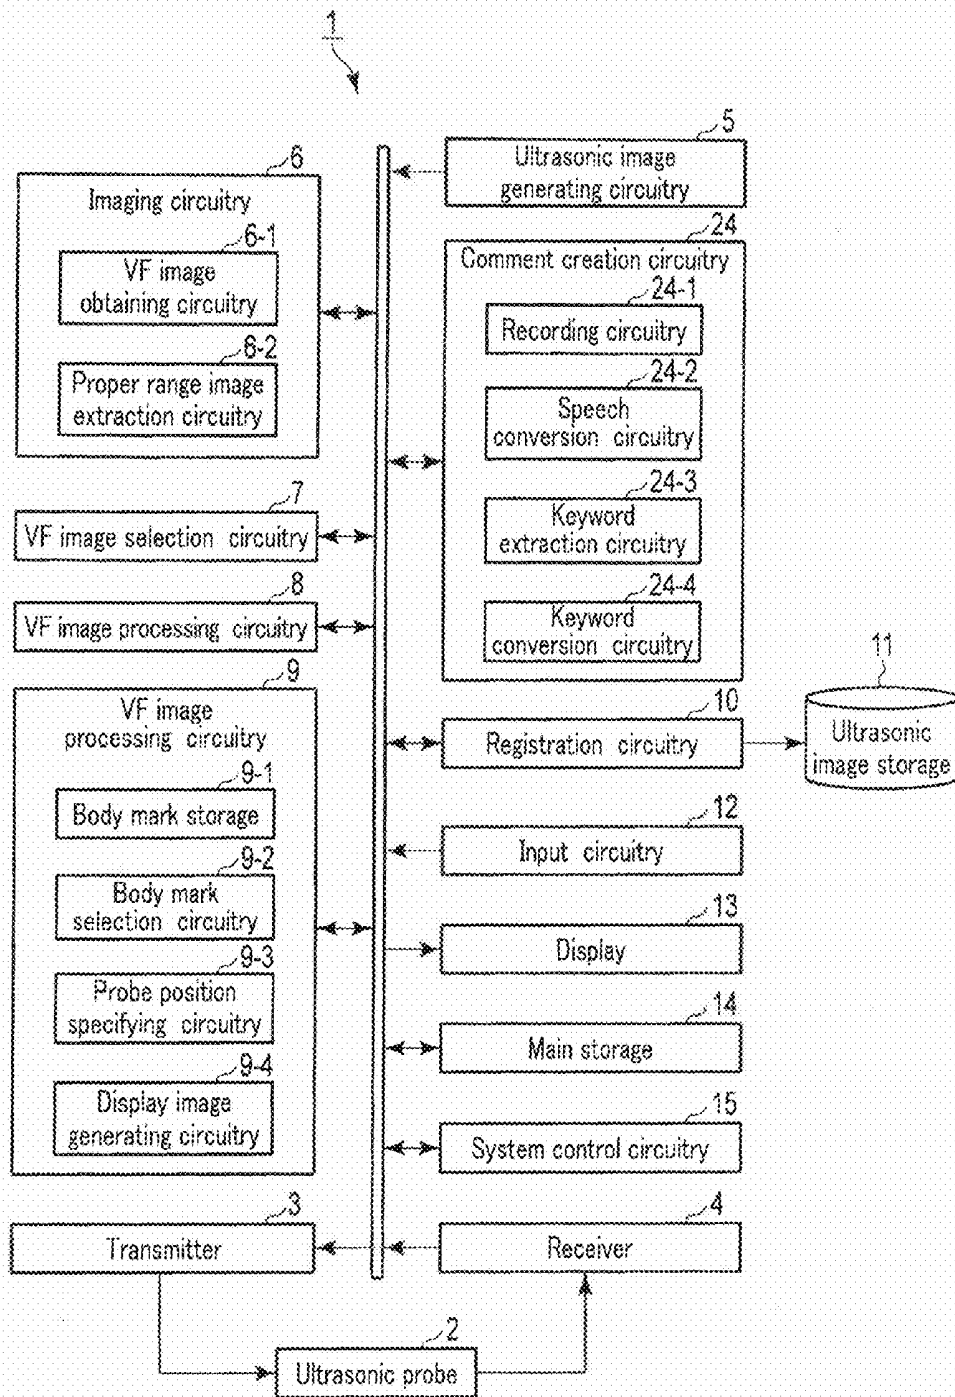 1
5
Ultrasonic image
generating circuitry
6
Imaging circuitry
6-1
VF image
obtaining circuitry
6-2
Proper range image
extraction circuitry
24
Comment creation circuitry
24-1
Recording circuitry
24-2
Speech
conversion circuitry
24-3
Keyword
extraction circuitry
24-4
Keyword
conversion circuitry
7
VF image selection circuitry
8
VF image processing circuitry
9
VF image
processing circuitry
9-1
Body mark storage
9-2
Body mark
selection circuitry
9-3
Probe position
specifying circuitry
9-4
Display image
generating circuitry
10
Registration circuitry
11
Ultrasonic
image storage
12
Input circuitry
13
Display
14
Main storage
15
System control circuitry
3
Transmitter
4
Receiver
2
Ultrasonic probe